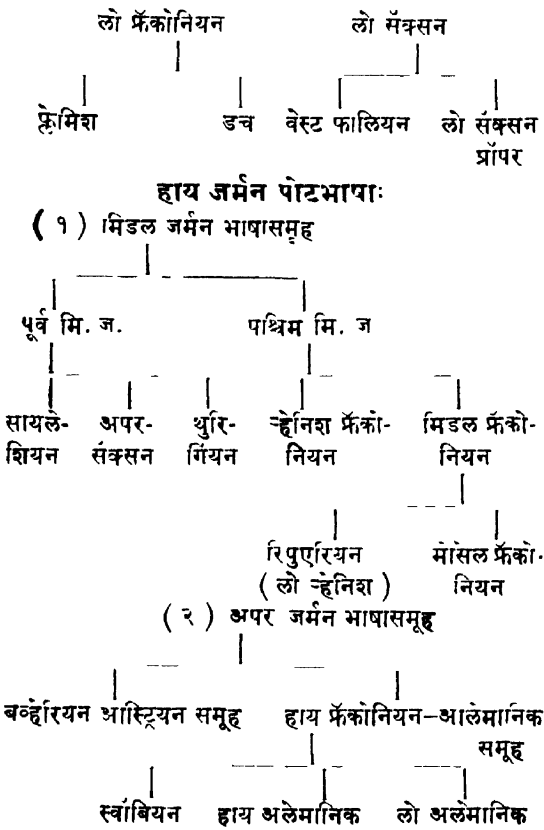 लो फ्रँकोनियन लो सॅक्सन
फ्लेमिश डच वेस्ट फालियन लो सॅक्सन
प्रॉपर
हाय जर्मन पोटभाषाः
( १ ) मिडल जर्मन भाषासमूह
पूर्व मि. ज. पश्चिम मि. ज
सायले- अपर- थुरि- ऱ्हेनिश फ्रॅंको- मिडल फ्रॅंको-
शियन सॅक्सन गियन नियन नियन
रिपुएरियन मोसेल फ्रॅंको-
( लो ऱ्हेनिश ) नियन
( २ ) अपर जर्मन भाषासमूह
बव्हेरियन आस्ट्रियन समूह हाय फ्रॅंकोनियन–आलेमानिक
समूह
स्वाबियन हाय अलेमानिक लो अलेमानिक